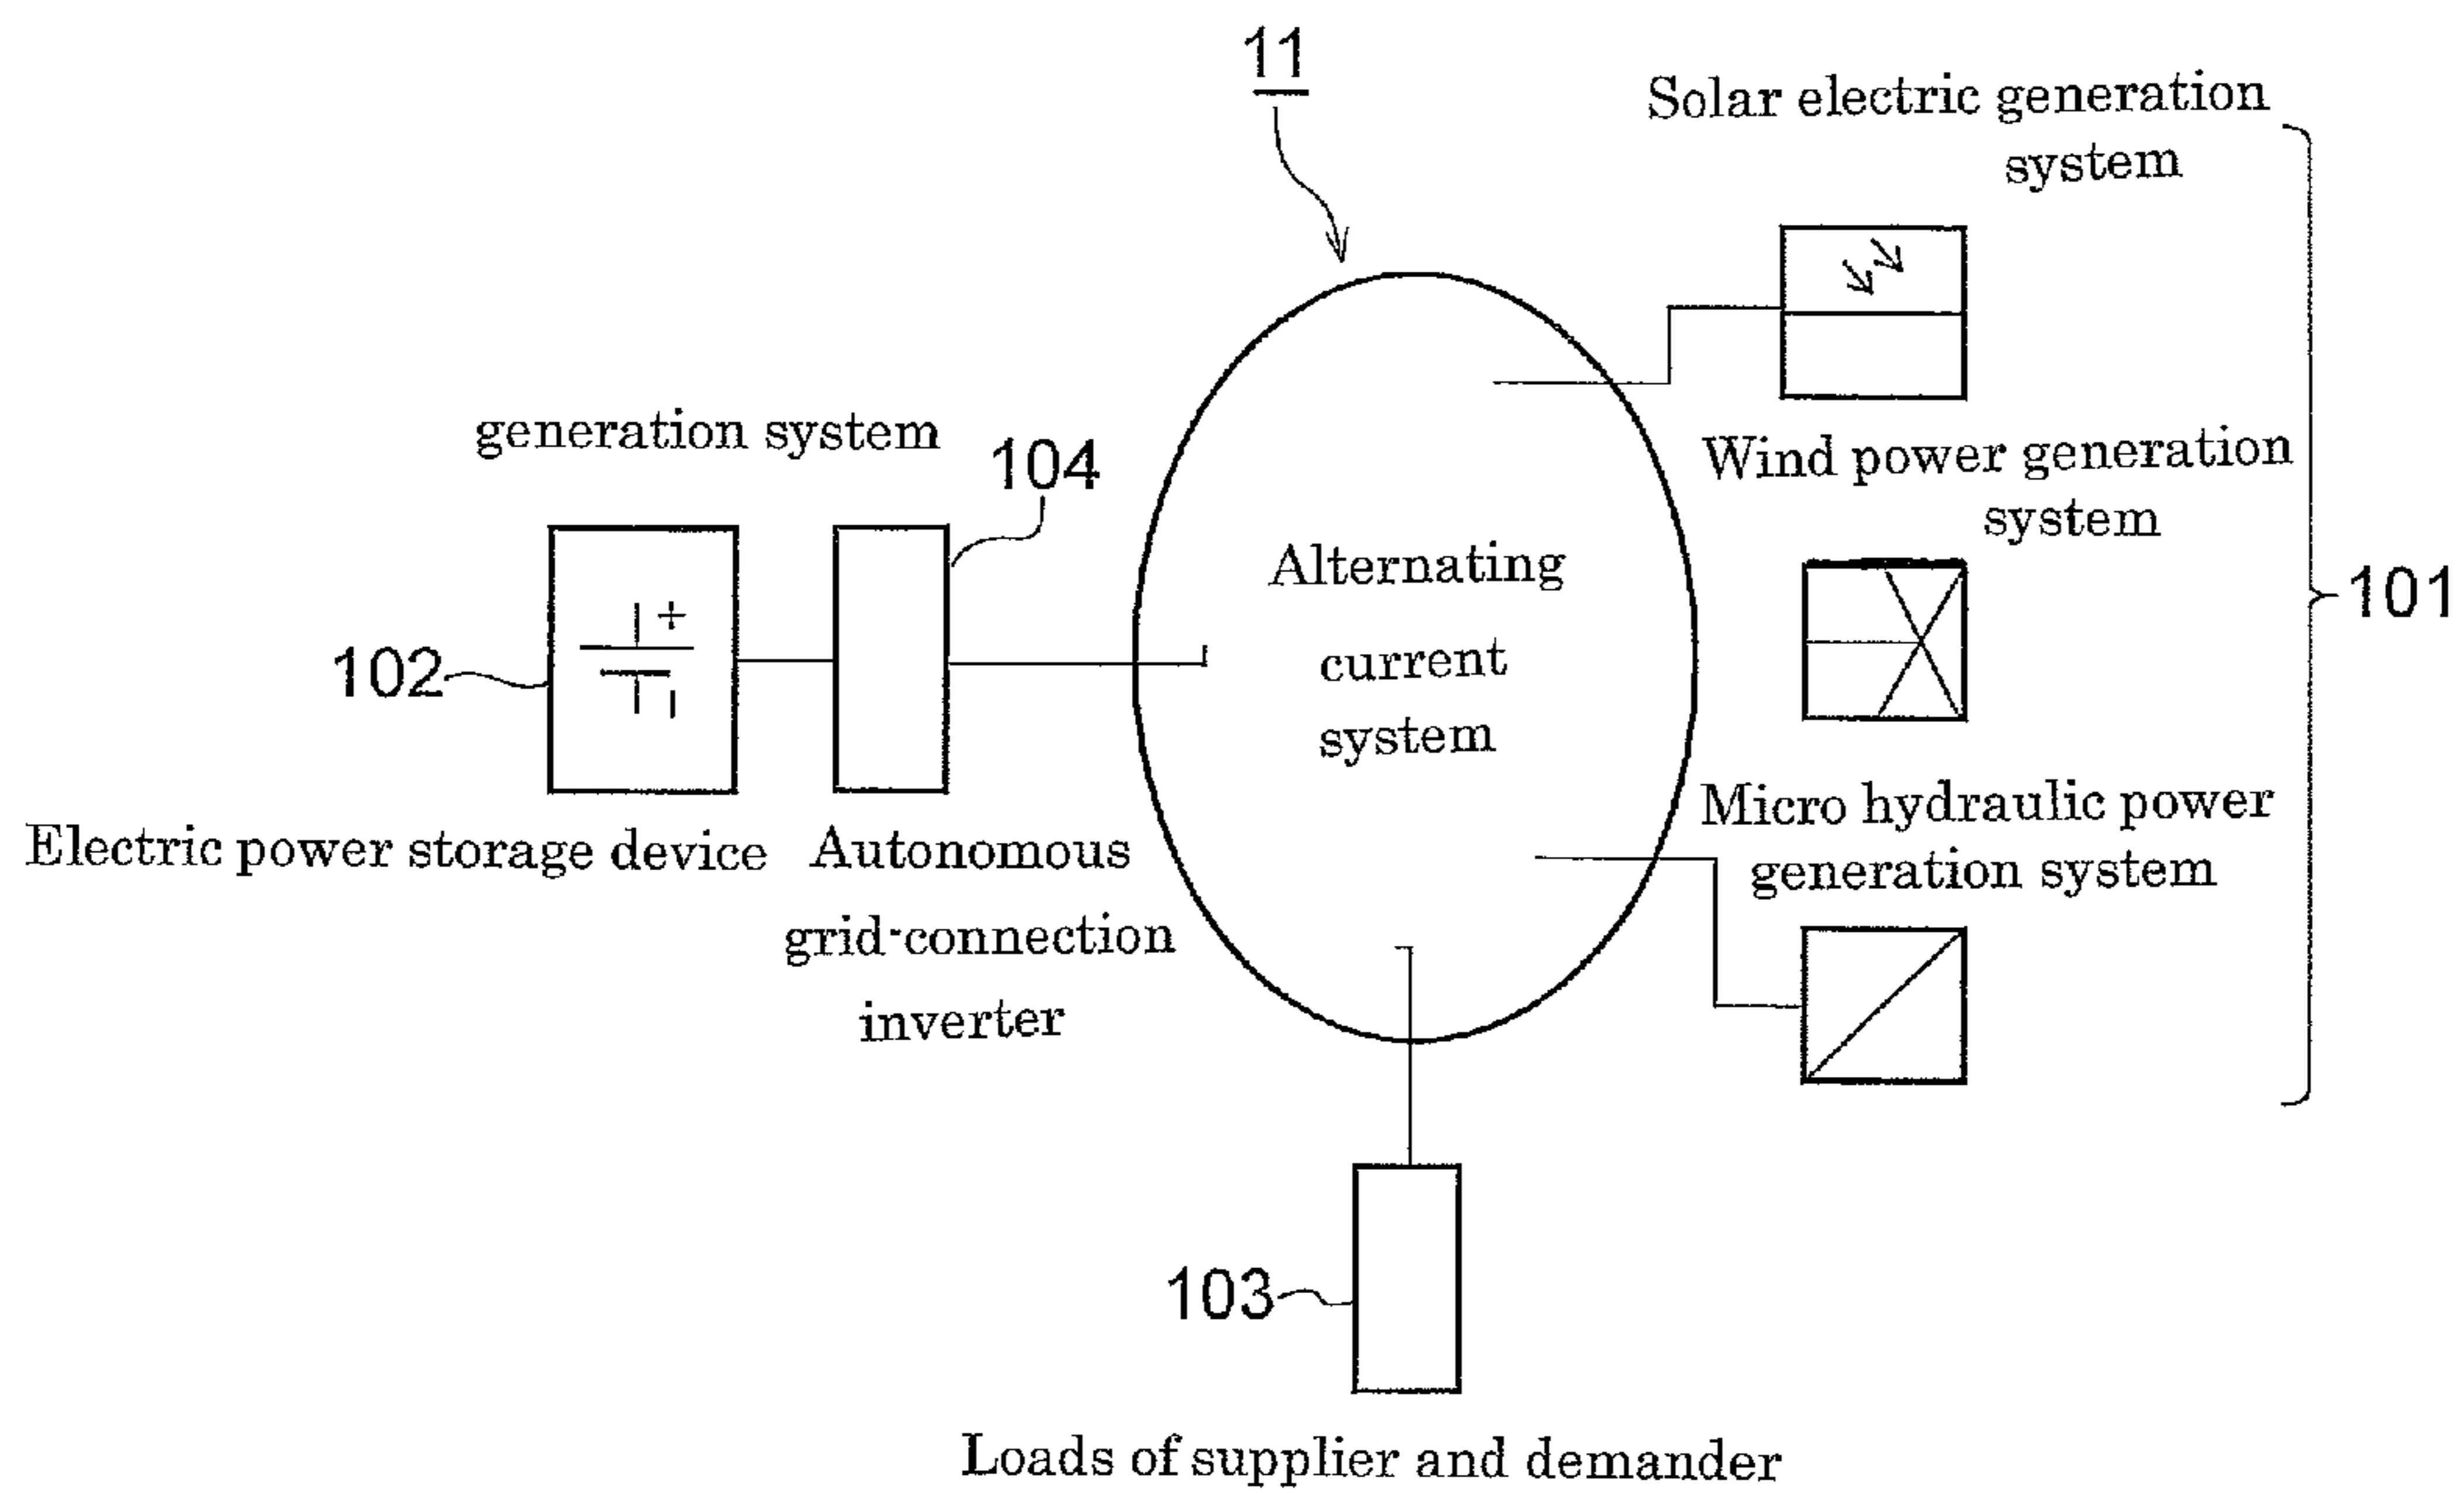 11
Solar electric generation
system
generation system
104
Wind power generation
system
101
Alternating
current
system
102
+
Electric power storage device
Autonomous
grid-connection
inverter
Micro hydraulic power
generation system
103
Loads of supplier and demander